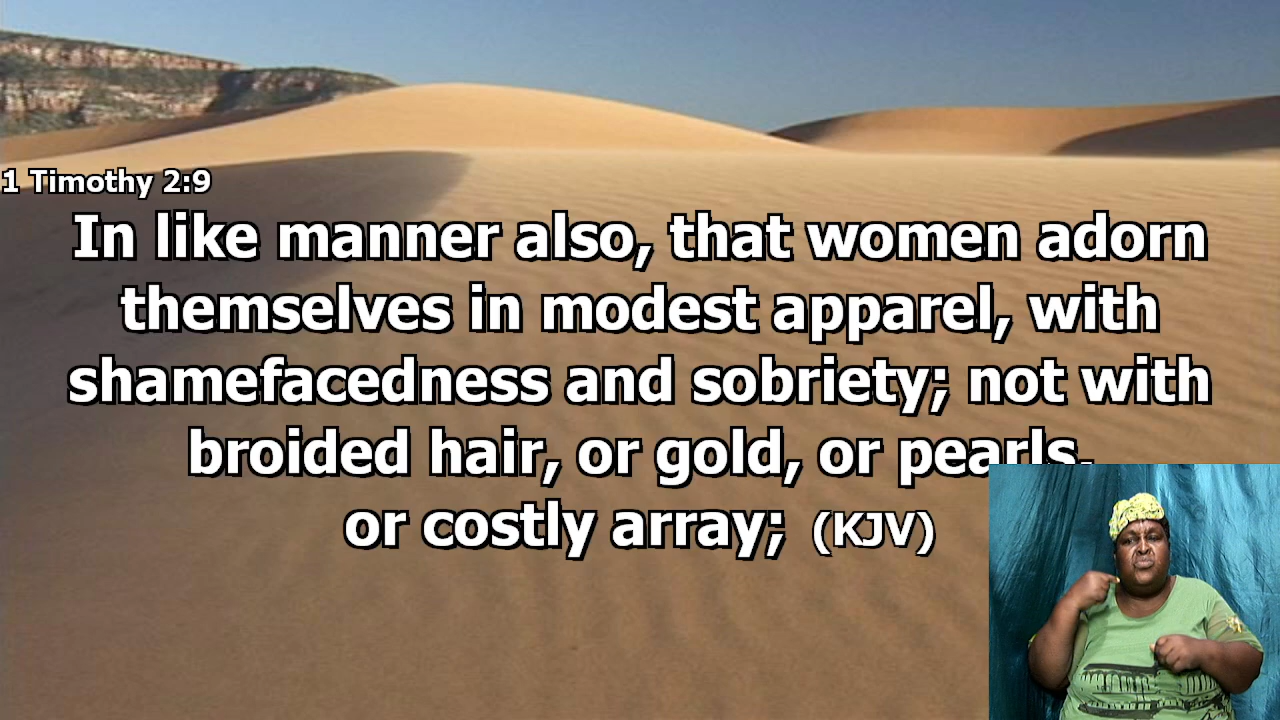 1 Timothy 2:9
In like manner also, that women adorn
themselves in modest apparel, with
shamefacedness and sobriety; not with
broided hair, or gold, or pearls,
or costly array; (KJV)